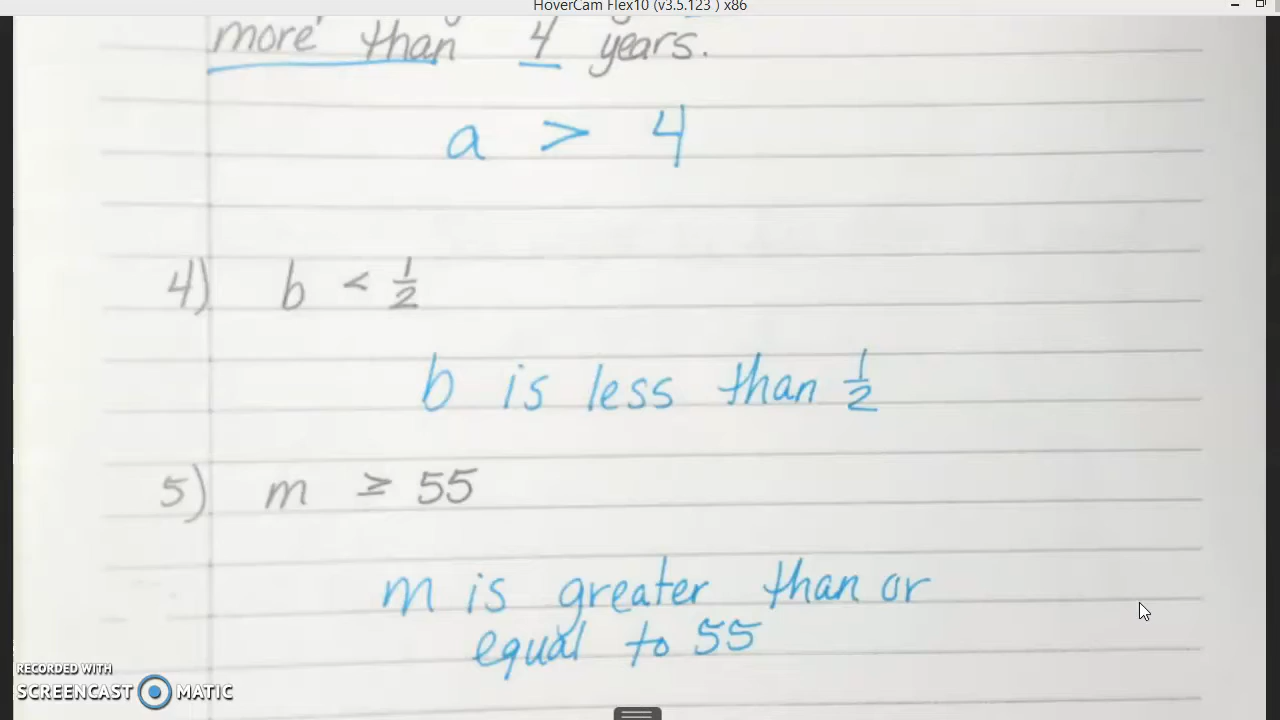 HoverCam Flex10 (v3.5.123 ) x86
more than 4 years.
a > 4
4) b < 1/2
b is less than 1/2
5) m ≥ 55
m is greater than or
equal to 55
RECORDED WITH
SCREENCAST MATIC